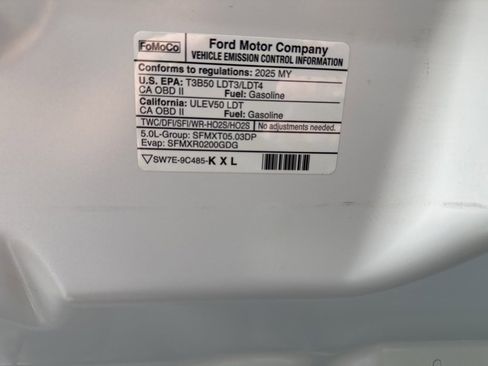 FoMoCo
Ford Motor Company
VEHICLE EMISSION CONTROL INFORMATION
Conforms to regulations: 2025 MY
U.S. EPA: T3B50 LDT3/LDT4
CA OBD II Fuel: Gasoline
California: ULEV50 LDT
CA OBD II Fuel: Gasoline
TWC/DFI/SFI/WR-HO2S/HO2S No adjustments needed.
5.0L-Group: SFMXT05.03DP
Evap: SFMXR0200GDG
SW7E-9C485-KXL